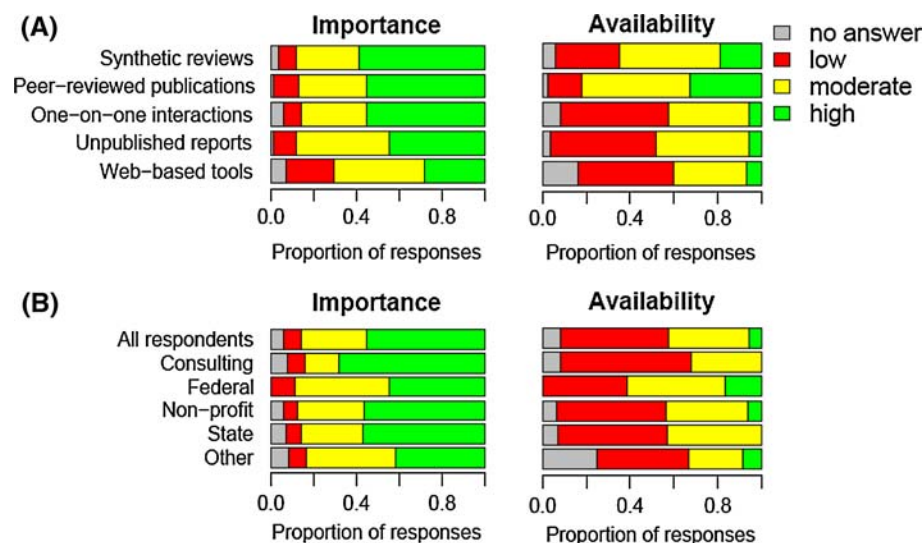 (A)
Importance
Availability
no answer
low
moderate
high
Synthetic reviews
Peer-reviewed publications
One-on-one interactions
Unpublished reports
Web-based tools
0.0 0.4 0.8
0.0 0.4 0.8
Proportion of responses
Proportion of responses
(B)
Importance
Availability
All respondents
Consulting
Federal
Non-profit
State
Other
0.0 0.4 0.8
0.0 0.4 0.8
Proportion of responses
Proportion of responses